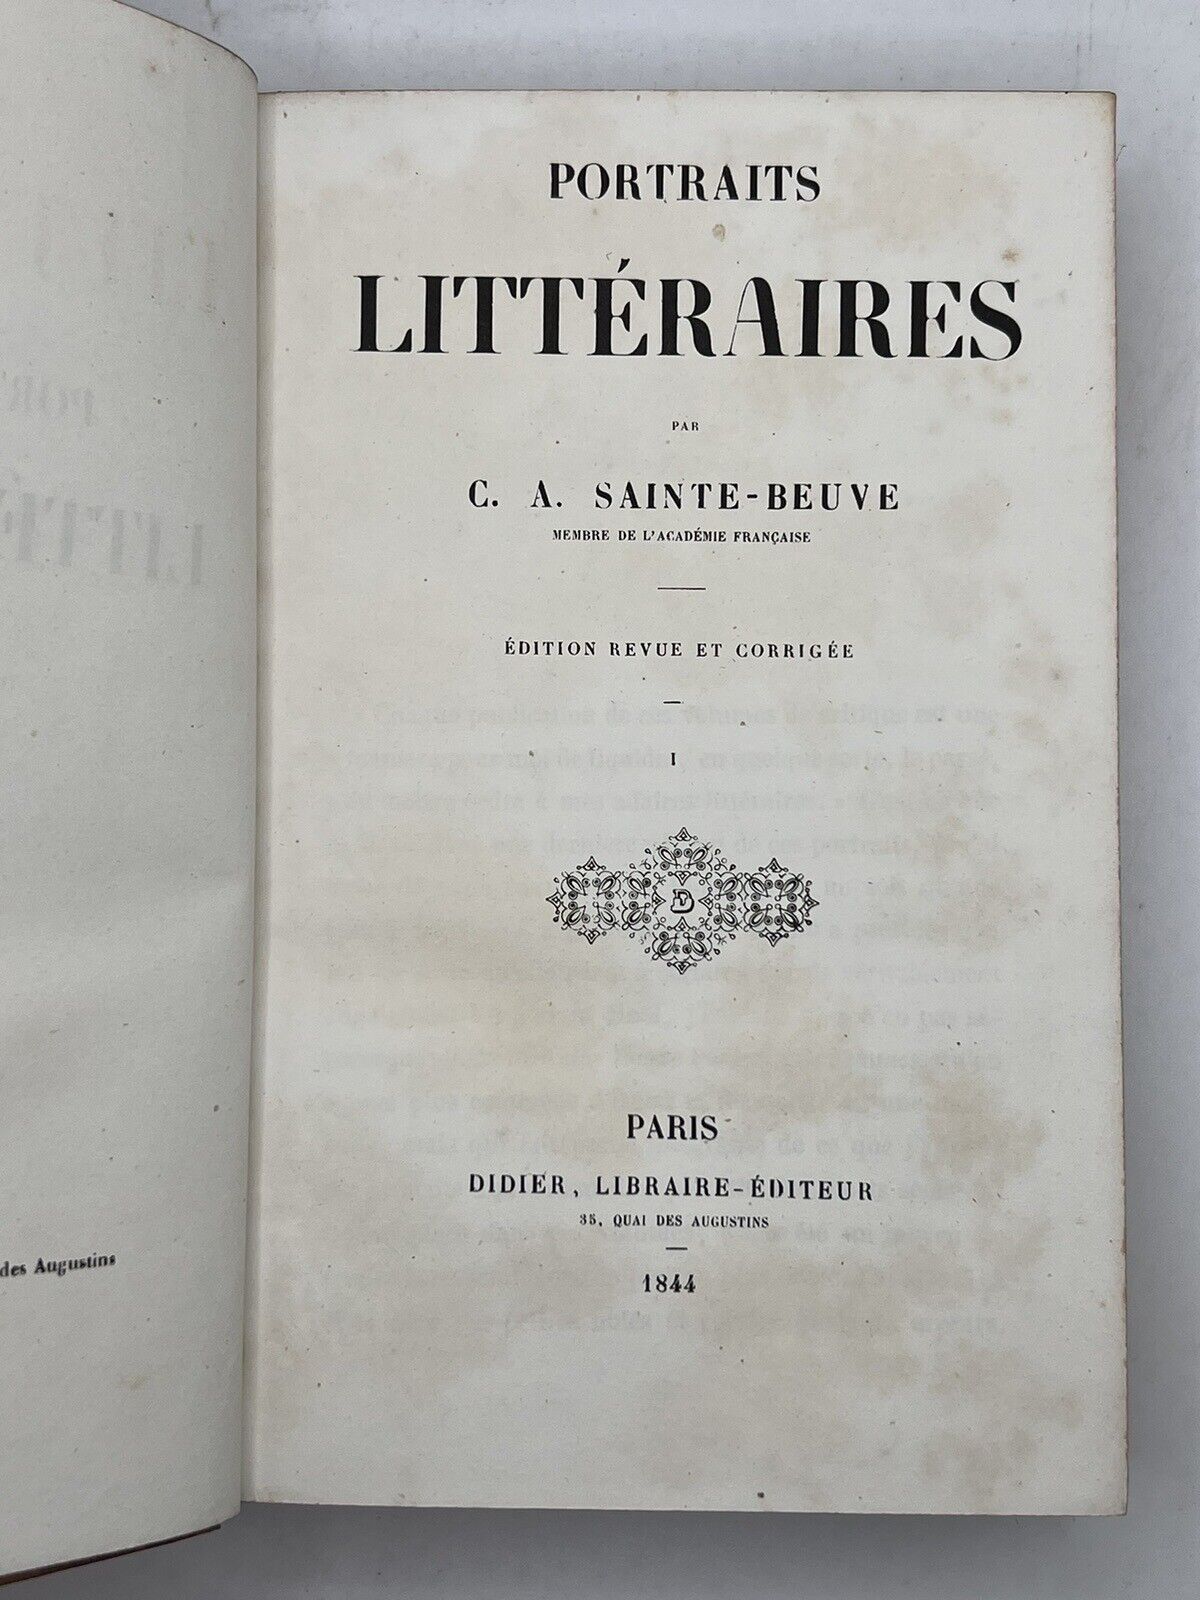 des Augustins
PORTRAITS
LITTÉRAIRES
PAR
C. A. SAINTE-BEUVE
MEMBRE DE L'ACADÉMIE FRANÇAISE
ÉDITION REVUE ET CORRIGÉE
I
D
PARIS
DIDIER, LIBRAIRE-ÉDITEUR
35, QUAI DES AUGUSTINS
1844